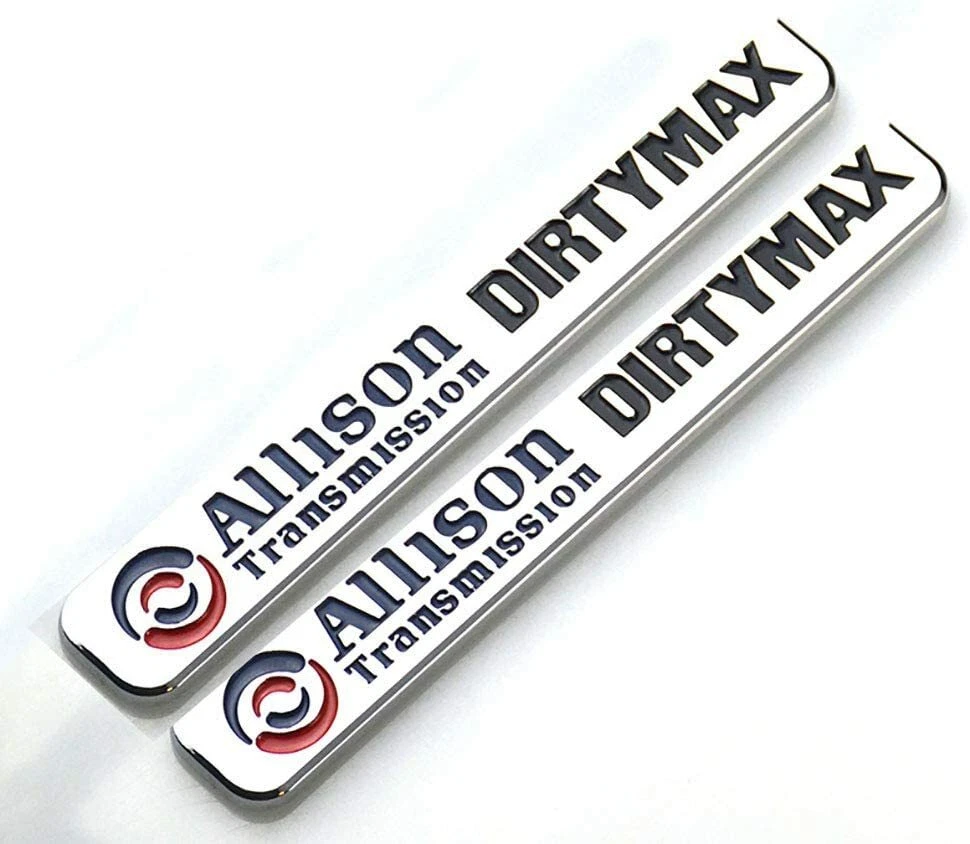 Allison
Transmission
DIRTYMAX
Allison
Transmission
DIRTYMAX